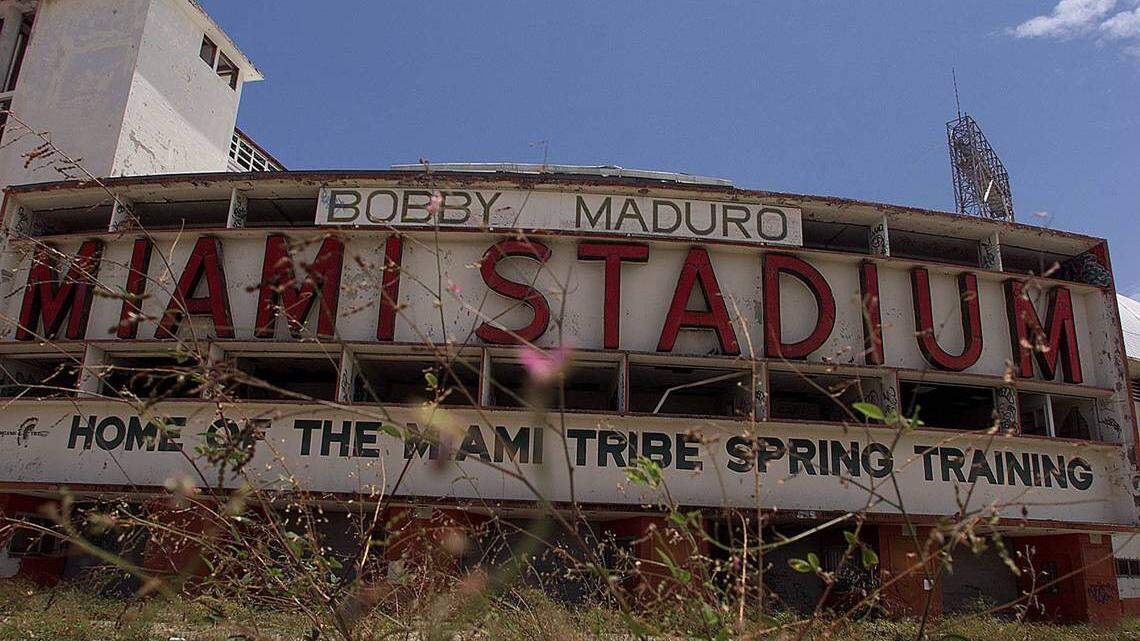 BOBBY MADURO
MIAMI STADIUM
HOME OF THE MIAMI TRIBE SPRING TRAINING